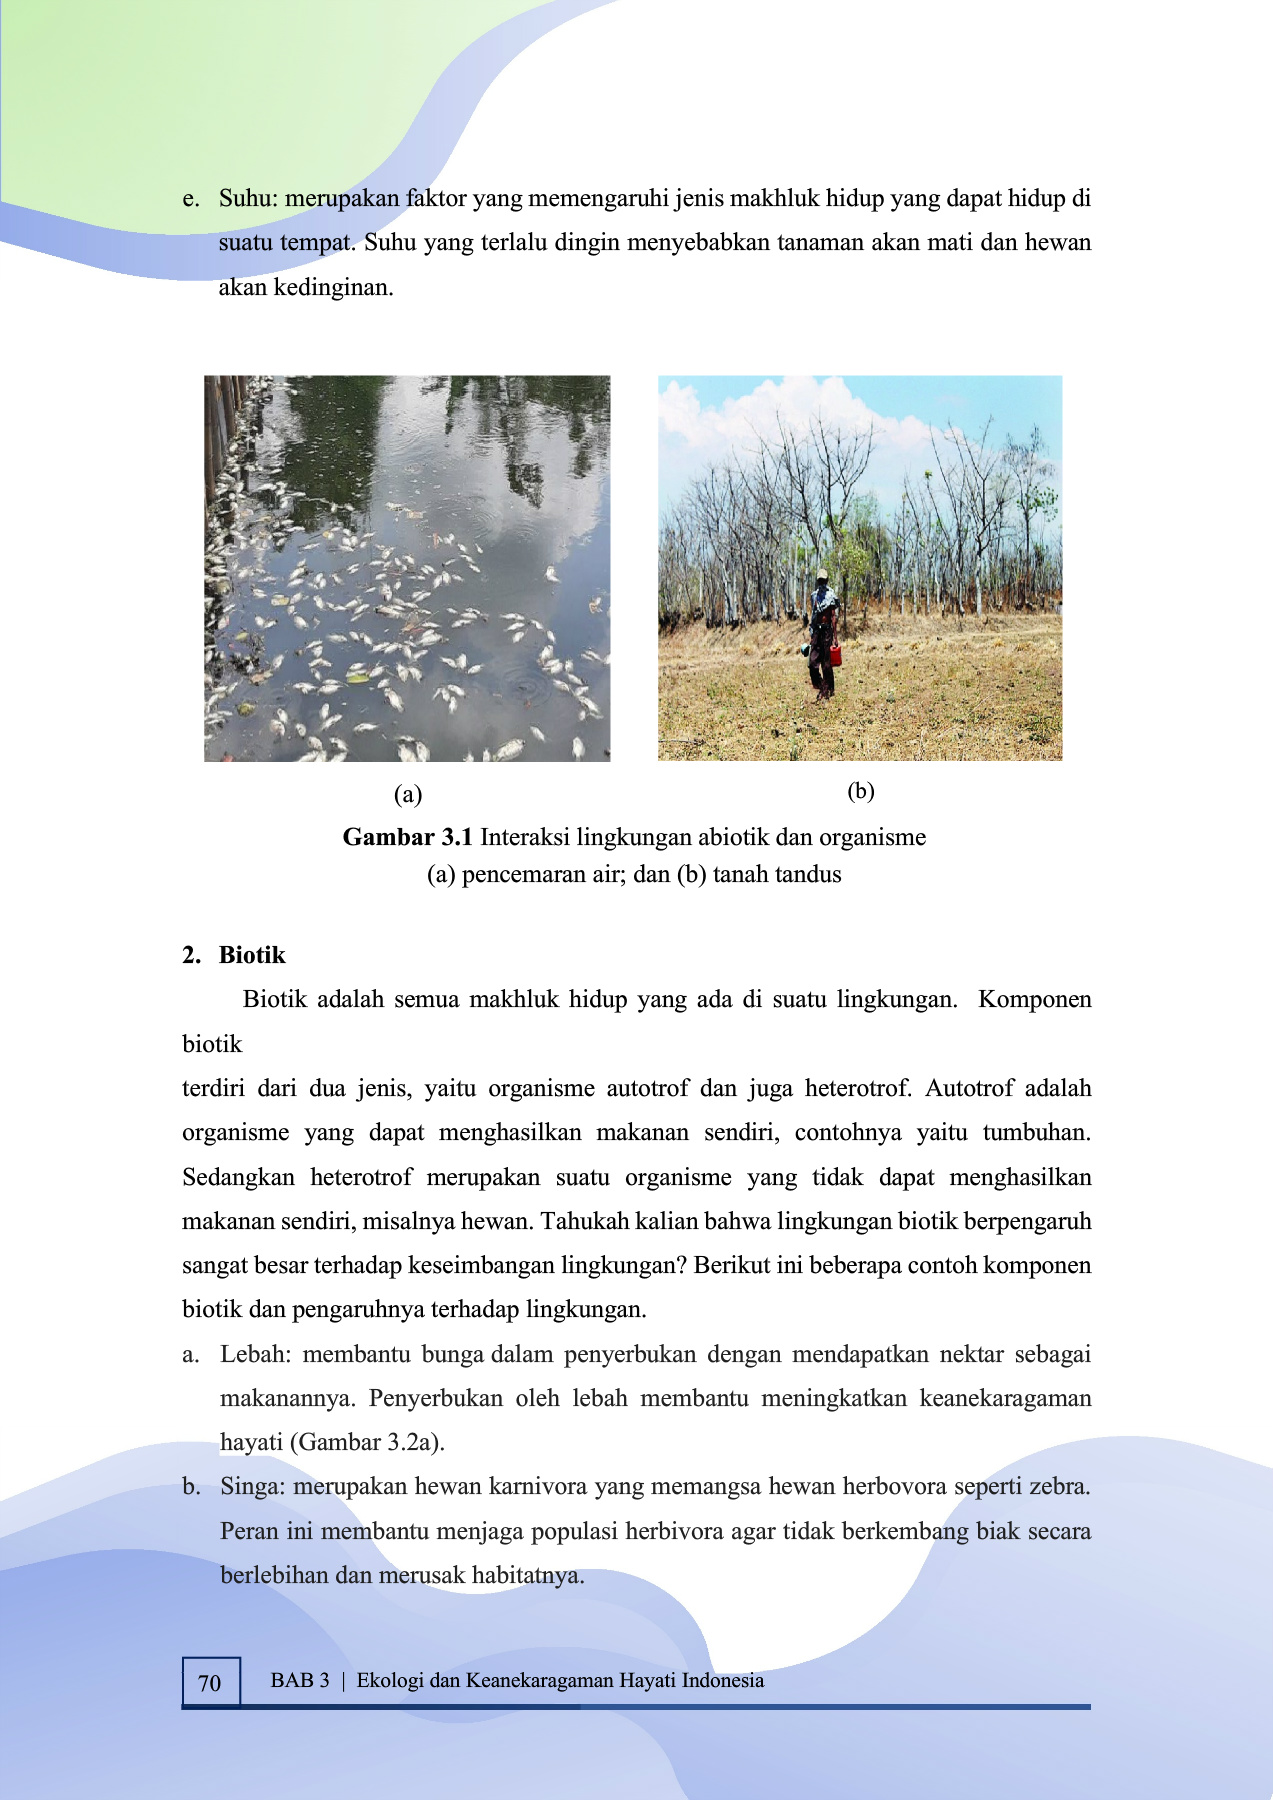 e. Suhu: merupakan faktor yang memengaruhi jenis makhluk hidup yang dapat hidup di
suatu tempat. Suhu yang terlalu dingin menyebabkan tanaman akan mati dan hewan
akan kedinginan.
(a)
(b)
Gambar 3.1 Interaksi lingkungan abiotik dan organisme
(a) pencemaran air; dan (b) tanah tandus
2. Biotik
Biotik adalah semua makhluk hidup yang ada di suatu lingkungan. Komponen
biotik
terdiri dari dua jenis, yaitu organisme autotrof dan juga heterotrof. Autotrof adalah
organisme yang dapat menghasilkan makanan sendiri, contohnya yaitu tumbuhan.
Sedangkan heterotrof merupakan suatu organisme yang tidak dapat menghasilkan
makanan sendiri, misalnya hewan. Tahukah kalian bahwa lingkungan biotik berpengaruh
sangat besar terhadap keseimbangan lingkungan? Berikut ini beberapa contoh komponen
biotik dan pengaruhnya terhadap lingkungan.
a. Lebah: membantu bunga dalam penyerbukan dengan mendapatkan nektar sebagai
makanannya. Penyerbukan oleh lebah membantu meningkatkan keanekaragaman
hayati (Gambar 3.2a).
b. Singa: merupakan hewan karnivora yang memangsa hewan herbovora seperti zebra.
Peran ini membantu menjaga populasi herbivora agar tidak berkembang biak secara
berlebihan dan merusak habitatnya.
70 BAB 3 | Ekologi dan Keanekaragaman Hayati Indonesia